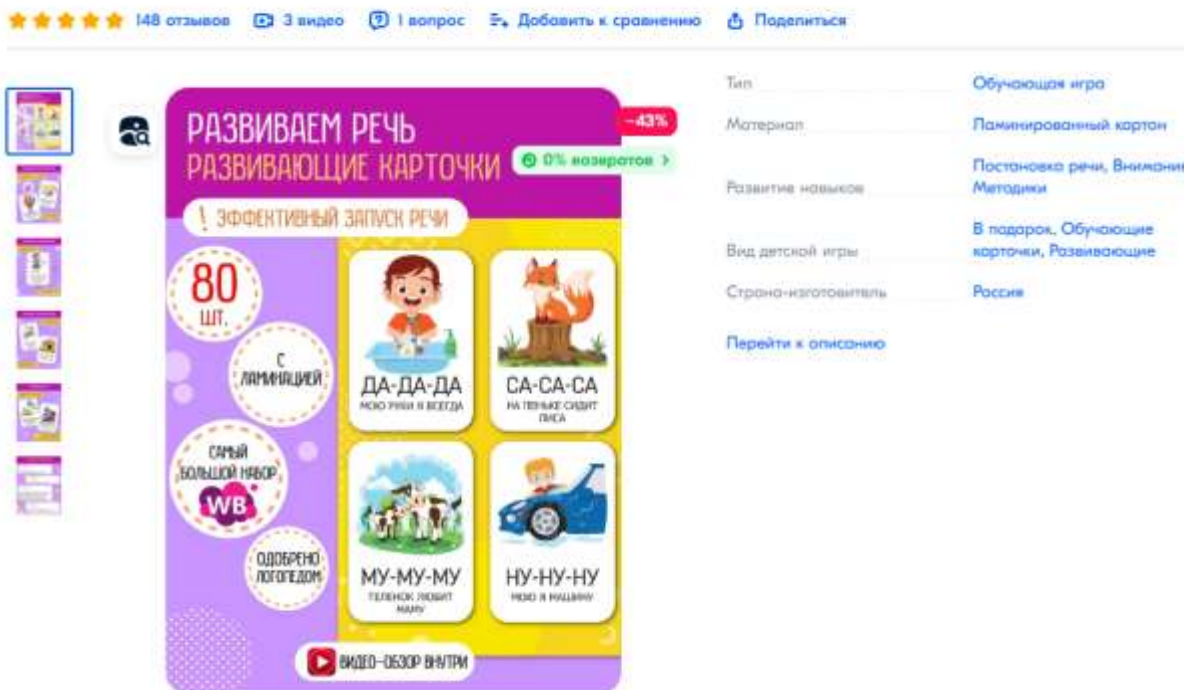 148 отзывов
3 видео
1 вопрос
Добавить к сравнению
Поделиться
РАЗВИВАЕМ РЕЧЬ
РАЗВИВАЮЩИЕ КАРТОЧКИ
-43%
0% возвратов >
! ЭФФЕКТИВНЫЙ ЗАПУСК РЕЧИ
80
ШТ.
С
ЛАМИНАЦИЕЙ
САМЫЙ
БОЛЬШОЙ НАБОР
WB
ОДОБРЕНО
ЛОГОПЕДОМ
ДА-ДА-ДА
МОЮ РУКИ Я ВСЕГДА
СА-СА-СА
НА ПЕНЬКЕ СИДИТ
ЛИСА
МУ-МУ-МУ
ТЕЛЕНОК ЛЮБИТ
МАМУ
НУ-НУ-НУ
МОЮ Я МАШИНУ
ВИДЕО-ОБЗОР ВНУТРИ
Тип
Обучающая игра
Материал
Ламинированный картон
Развитие навыков
Постановка речи, Внимание
Методики
Вид детской игры
В подарок, Обучающие
карточки, Развивающие
Страна-изготовитель
Россия
Перейти к описанию